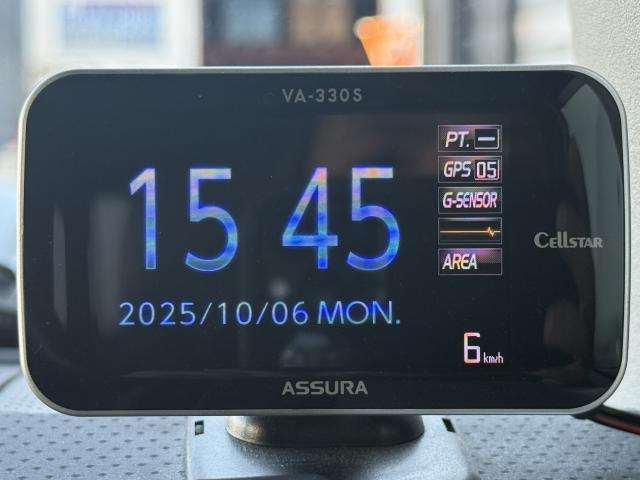 VA-330S
15 45
2025/10/06 MON.
PT. –
GPS 05
G-SENSOR
AREA
6 km/h
CELLSTAR
ASSURA